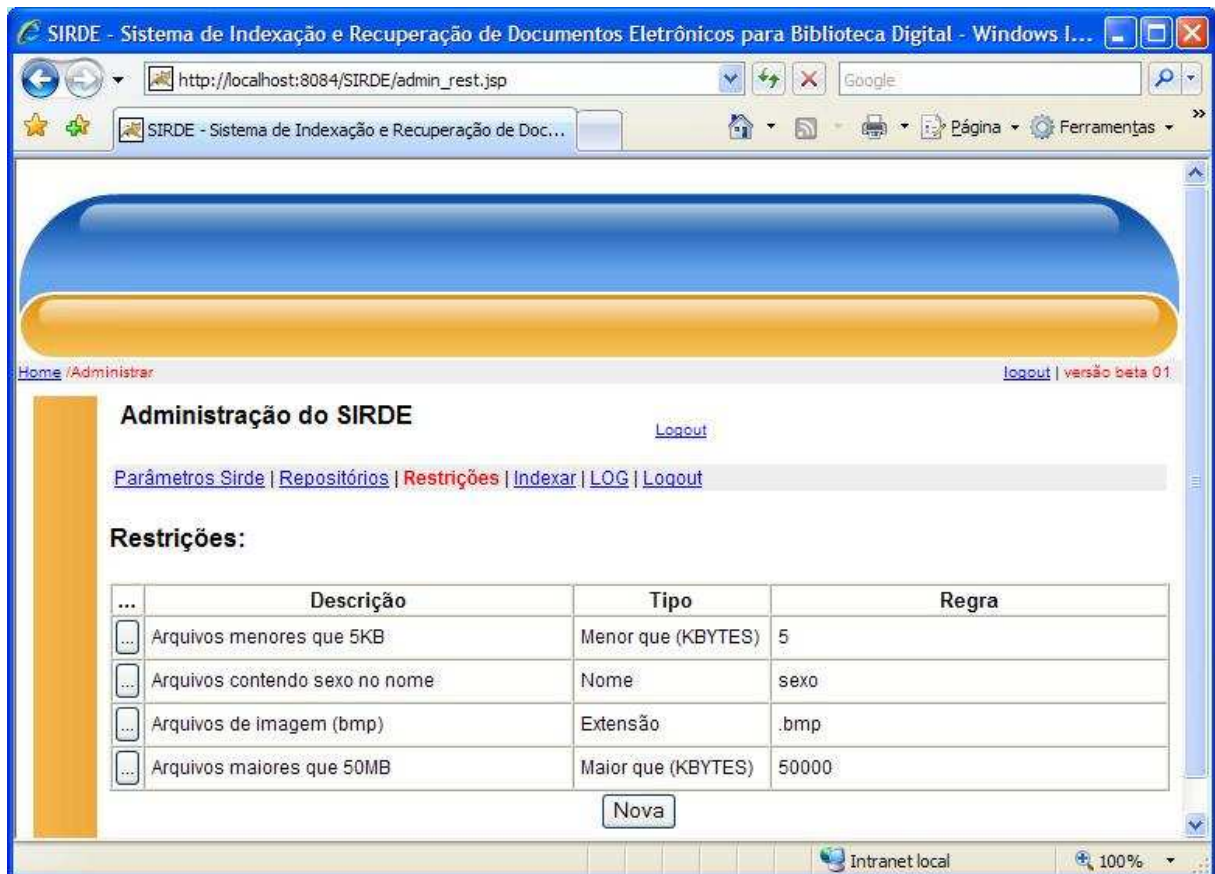 SIRDE - Sistema de Indexação e Recuperação de Documentos Eletrônicos para Biblioteca Digital - Windows I...
http://localhost:8084/SIRDE/admin_rest.jsp
Google
SIRDE - Sistema de Indexação e Recuperação de Doc...
Página
Ferramentas
»
Home /Administrar
logout | versão beta 01
Administração do SIRDE
Logout
Parâmetros Sirde | Repositórios | Restrições | Indexar | LOG | Logout
Restrições:
... Descrição Tipo Regra
... Arquivos menores que 5KB Menor que (KBYTES) 5
... Arquivos contendo sexo no nome Nome sexo
... Arquivos de imagem (bmp) Extensão .bmp
... Arquivos maiores que 50MB Maior que (KBYTES) 50000
Nova
Intranet local
100%